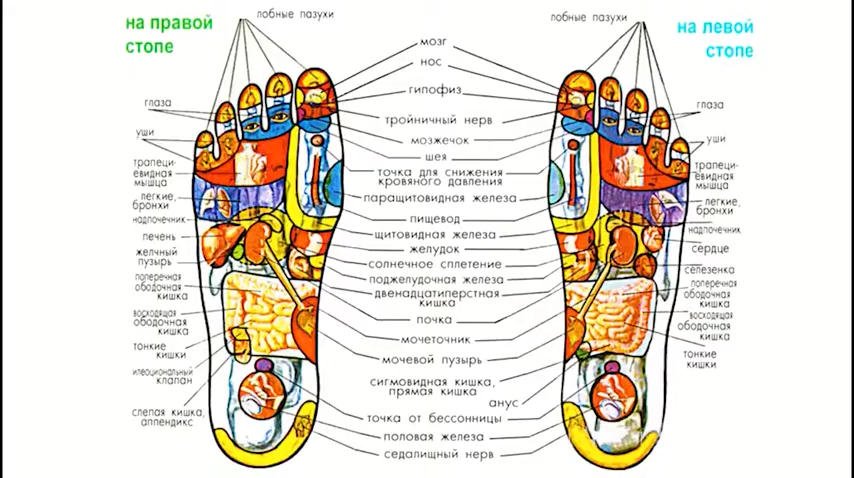 на правой
стопе
лобные пазухи
глаза
уши
трапеци-
евидная
мышца
легкие,
бронхи
надпочечник
печень
желчный
пузырь
поперечная
ободочная
кишка
восходящая
ободочная
кишка
тонкие
кишки
илеоциональный
клапан
слепая кишка,
аппендикс
мозг
нос
гипофиз
тройничный нерв
мозжечок
шея
точка для снижения
кровяного давления
паращитовидная железа
пищевод
щитовидная железа
желудок
солнечное сплетение
поджелудочная железа
двенадцатиперстная
кишка
почка
мочеточник
мочевой пузырь
сигмовидная кишка,
прямая кишка
анус
точка от бессонницы
половая железа
седалищный нерв
лобные пазухи
на левой
стопе
глаза
уши
трапеци-
евидная
мышца
легкие,
бронхи
надпочечник
сердце
селезенка
поперечная
ободочная
кишка
восходящая
ободочная
кишка
тонкие
кишки